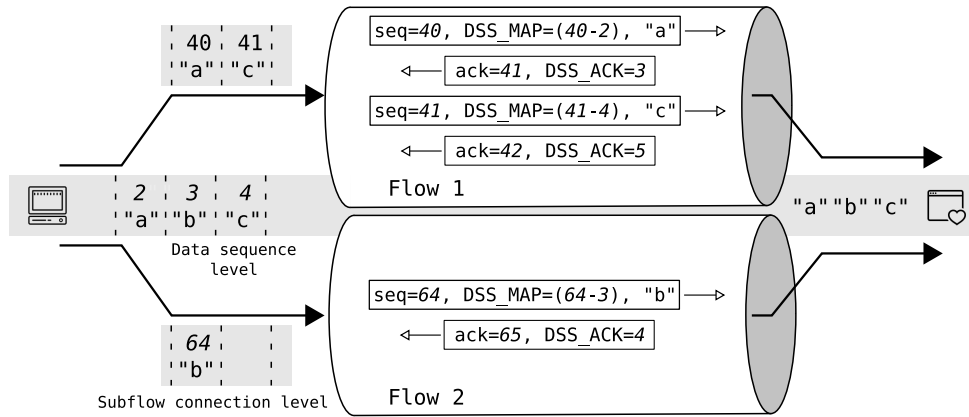 40 41
"a" "c"
seq=40, DSS_MAP=(40-2), "a"
ack=41, DSS_ACK=3
seq=41, DSS_MAP=(41-4), "c"
ack=42, DSS_ACK=5
Flow 1
2 3 4
"a" "b" "c"
Data sequence
level
"a" "b" "c"
seq=64, DSS_MAP=(64-3), "b"
ack=65, DSS_ACK=4
Flow 2
64
"b"
Subflow connection level